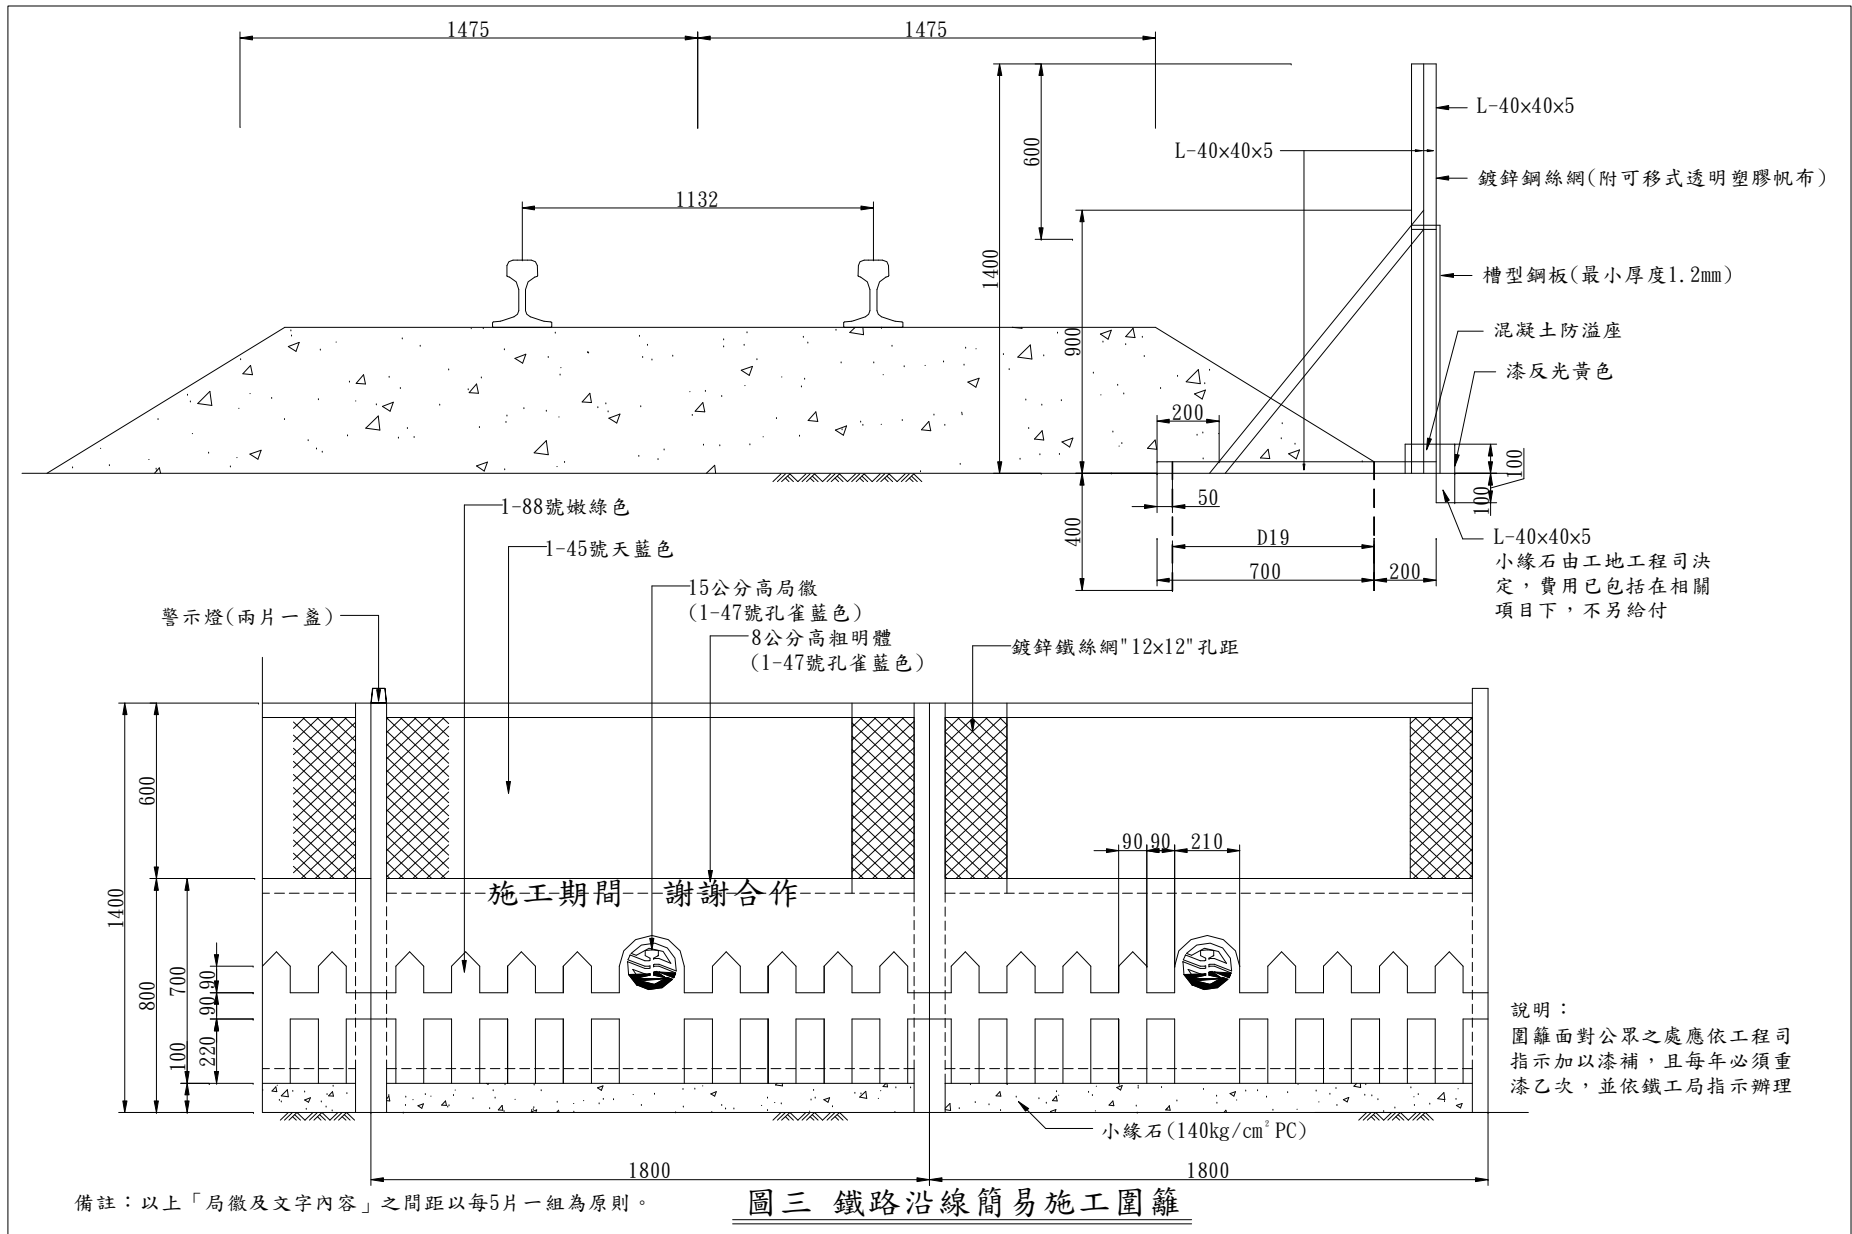 1475
1475
L-40×40×5
L-40×40×5
600
鍍鋅鋼絲網(附可移式透明塑膠帆布)
1132
1400
900
槽型鋼板(最小厚度1.2mm)
混凝土防溢座
漆反光黃色
200
100
100
50
400
D19
700
200
L-40×40×5
小緣石由工地工程司決
定，費用已包括在相關
項目下，不另給付
1-88號嫩綠色
1-45號天藍色
15公分高局徽
(1-47號孔雀藍色)
8公分高粗明體
(1-47號孔雀藍色)
警示燈(兩片一盞)
鍍鋅鐵絲網"12×12"孔距
600
1400
90
90
210
施工期間 謝謝合作
800
700
100
90
90
220
說明：
圍籬面對公眾之處應依工程司
指示加以漆補，且每年必須重
漆乙次，並依鐵工局指示辦理
小緣石(140kg/cm²PC)
1800
1800
備註：以上「局徽及文字內容」之間距以每5片一組為原則。
圖三 鐵路沿線簡易施工圍籬